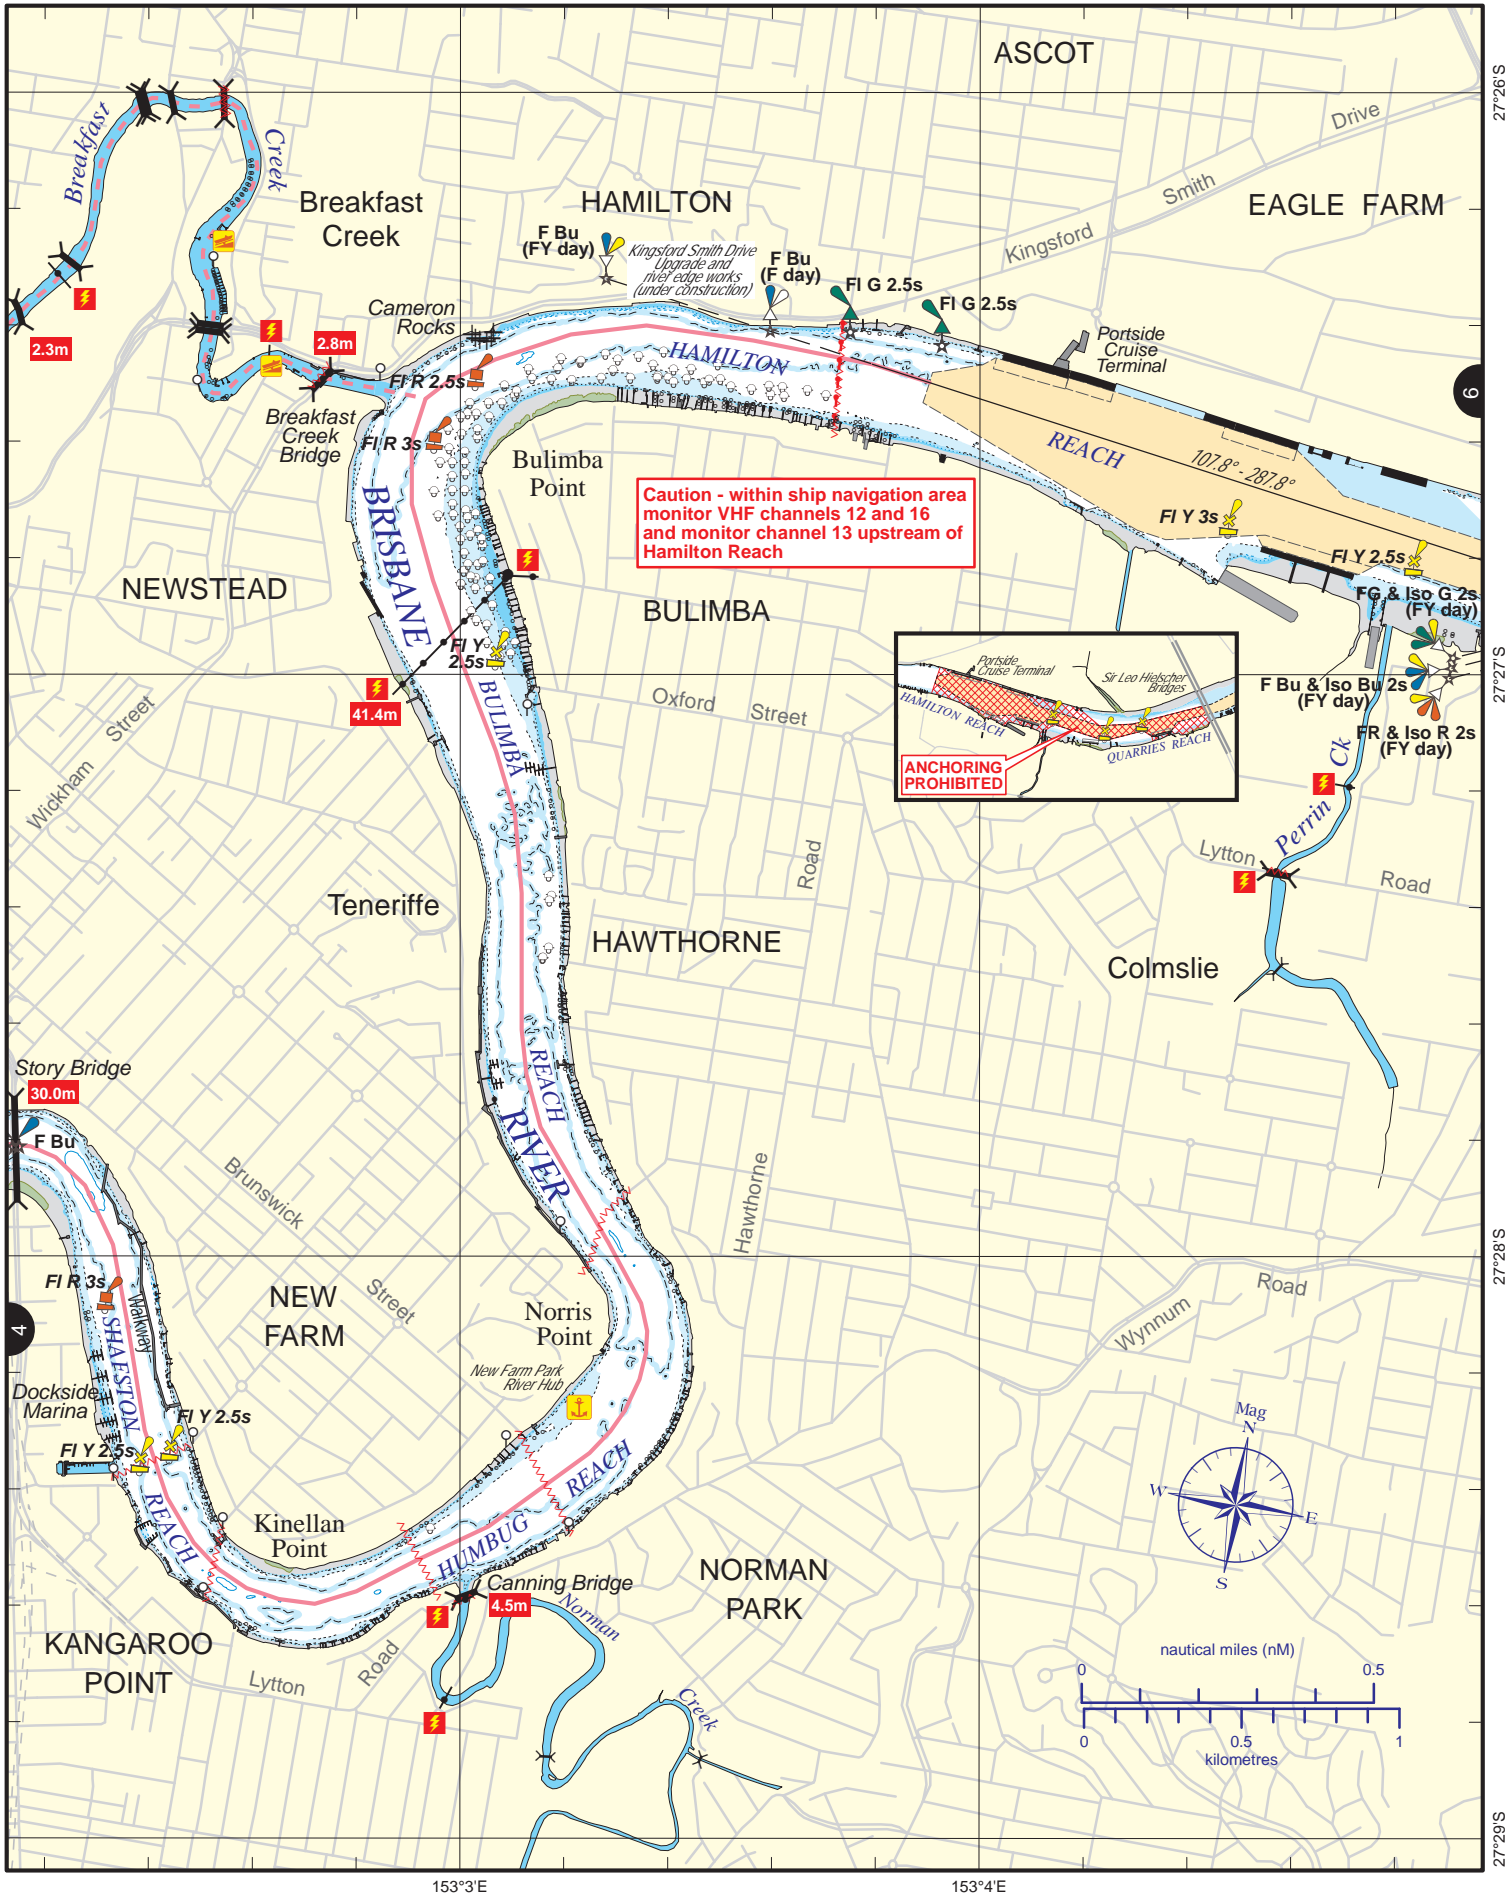 ASCOT
27°26'S
Drive
Smith
Kingsford
EAGLE FARM
Breakfast
Creek
Breakfast
Creek
HAMILTON
F Bu
(FY day)
Kingsford Smith Drive
Upgrade and
river edge works
(under construction)
F Bu
(F day)
Fl G 2.5s
Fl G 2.5s
Cameron
Rocks
Portside
Cruise
Terminal
2.3m
2.8m
HAMILTON
Fl R 2.5s
6
Breakfast
Creek
Bridge
Fl R 3s
REACH
107.8° - 287.8°
Bulimba
Point
Caution - within ship navigation area
monitor VHF channels 12 and 16
and monitor channel 13 upstream of
Hamilton Reach
Fl Y 3s
Fl Y 2.5s
BRISBANE
NEWSTEAD
BULIMBA
FG & Iso G 2s
(FY day)
Fl Y
2.5s
Portside
Cruise Terminal
Sir Leo Hielscher
Bridges
HAMILTON REACH
QUARRIES REACH
ANCHORING
PROHIBITED
27°27'S
F Bu & Iso Bu 2s
(FY day)
FR & Iso R 2s
(FY day)
41.4m
BULIMBA
Oxford Street
Street
Wickham
Perrin Ck
Lytton
Road
Road
Teneriffe
HAWTHORNE
Colmslie
Story Bridge
30.0m
F Bu
REACH
RIVER
Brunswick
Street
Hawthorne
27°28'S
Road
Wynnum
Fl R 3s
Walkway
NEW
FARM
Norris
Point
4
SHAFSTON
New Farm Park
River Hub
Dockside
Marina
Fl Y 2.5s
Fl Y 2.5s
Mag
N
W
E
S
REACH
REACH
Kinellan
Point
HUMBUG
Canning Bridge
4.5m
Norman
Creek
NORMAN
PARK
KANGAROO
POINT
Lytton
Road
nautical miles (nM)
0 0.5
0 0.5 1
kilometres
27°29'S
153°3'E
153°4'E